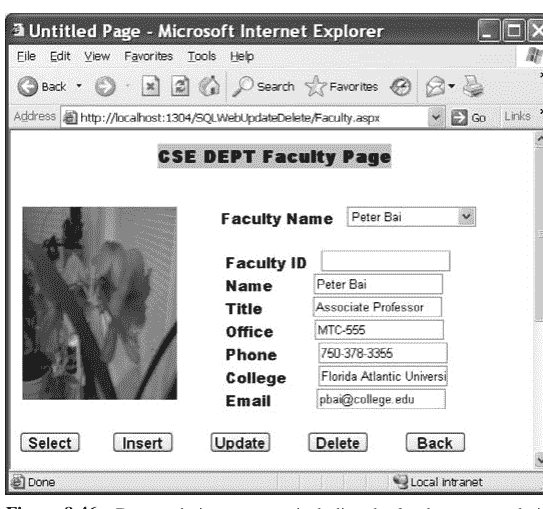 Untitled Page - Microsoft Internet Explorer
File Edit View Favorites Tools Help
Back Search Favorites
Address http://localhost:1304/SQLWebUpdateDelete/Faculty.aspx Go Links
CSE DEPT Faculty Page
Faculty Name Peter Bai
Faculty ID
Name Peter Bai
Title Associate Professor
Office MTC-555
Phone 750-378-3355
College Florida Atlantic Universi
Email pbai@college.edu
Select Insert Update Delete Back
Done Local intranet